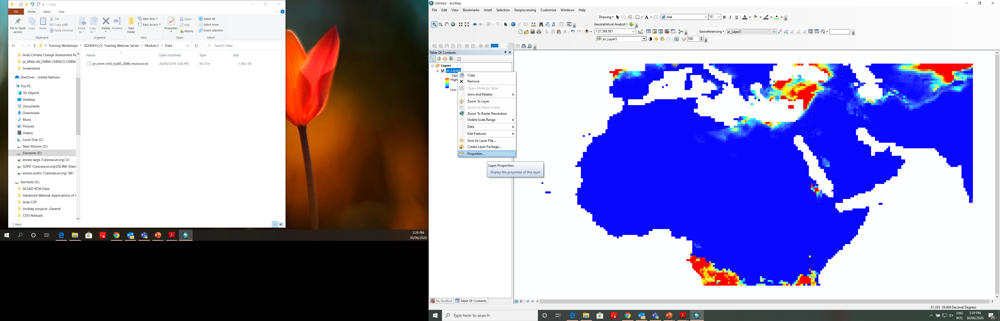 Data
File
Home
Share
View
Pin to Quick access
Copy
Paste
Cut
Copy path
Paste shortcut
Clipboard
Move to
Copy to
Delete
Rename
Organise
New folder
New item
Easy access
New
Properties
Open
Edit
History
Open
Select all
Select none
Invert selection
Select
« Training Workshops > 20200415_CC Training Webinar Series > Module 2 > Data
Search Data
Name
Date modified
Type
Size
pr_cnrm-cm5_rcp85_2046_morocco.nc
28/06/2019 3:08 PM
NC File
1,962 KB
Arab Climate Change Assessment Re
pr_MNA-44_CNRM-CERFACS-CNRM
Screenshots
OneDrive - United Nations
This PC
3D Objects
Desktop
Documents
Downloads
Music
Pictures
Videos
Local Disk (C:)
New Volume (D:)
Elements (E:)
escwa-apps (\\escwa.un.org) (I:)
SDPD (\\escwa.un.org\ESCWA-Share
escwa-public (\\escwa.un.org) (W:)
Elements (E:)
ACSAD RCM Data
Advanced Webinar Applications of
Arab COF
ArcMap projects- General
CDO Manuals
1 item
3:39 PM
30/06/2020
Untitled - ArcMap
File Edit View Bookmarks Insert Selection Geoprocessing Customize Windows Help
Drawing
Arial
10
B I U A
Geostatistical Analyst
1:27,388,581
Georeferencing
pr_Layer3
pr_Layer3
500
Table Of Contents
Layers
pr_Layer3
Valu
High
Low
Copy
Remove
Open Attribute Table
Joins and Relates
Zoom To Layer
Zoom To Make Visible
Zoom To Raster Resolution
Visible Scale Range
Data
Edit Features
Save As Layer File...
Create Layer Package...
Properties...
Layer Properties
Display the properties of this layer
ArcToolbox
Table Of Contents
-31.333 29.404 Decimal Degrees
Type here to search
ENG
INTL
3:39 PM
30/06/2020
25